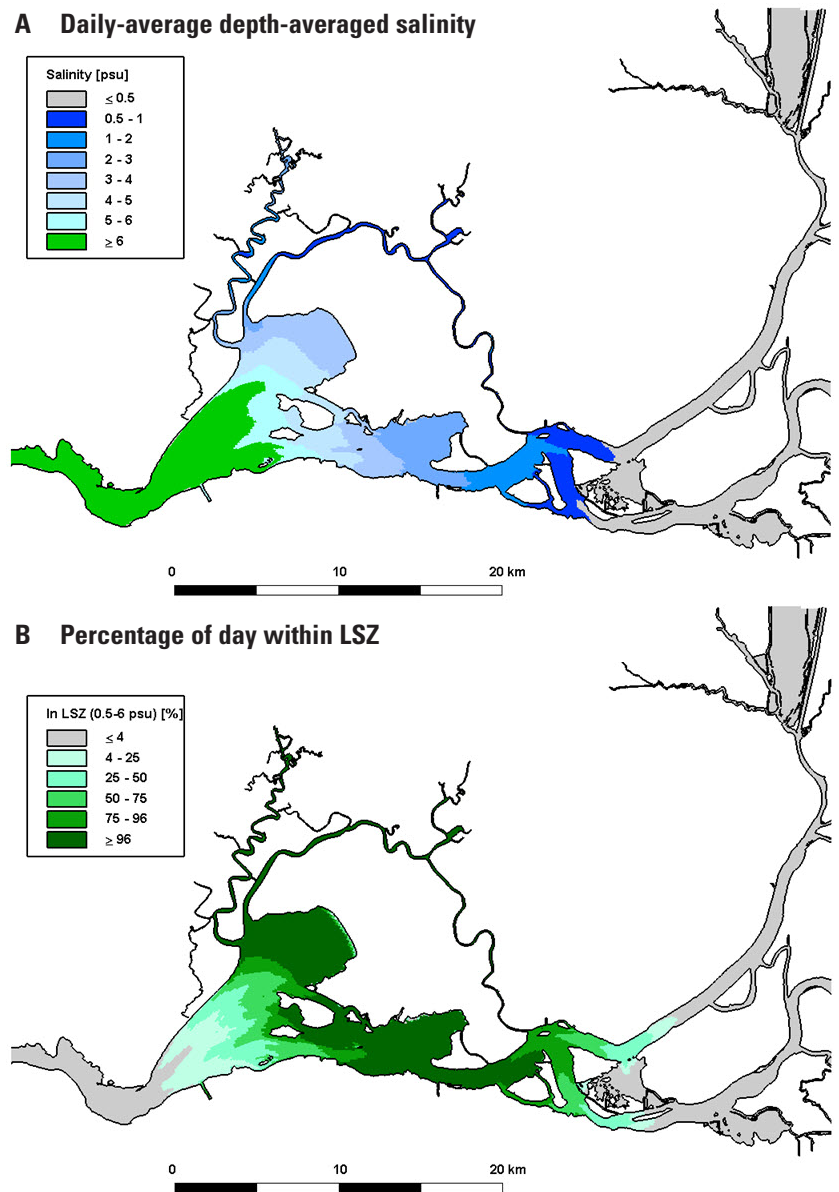 A Daily-average depth-averaged salinity
Salinity [psu]
≤ 0.5
0.5 - 1
1 - 2
2 - 3
3 - 4
4 - 5
5 - 6
≥ 6
0 10 20 km
B Percentage of day within LSZ
In LSZ (0.5-6 psu) [%]
≤ 4
4 - 25
25 - 50
50 - 75
75 - 96
≥ 96
0 10 20 km